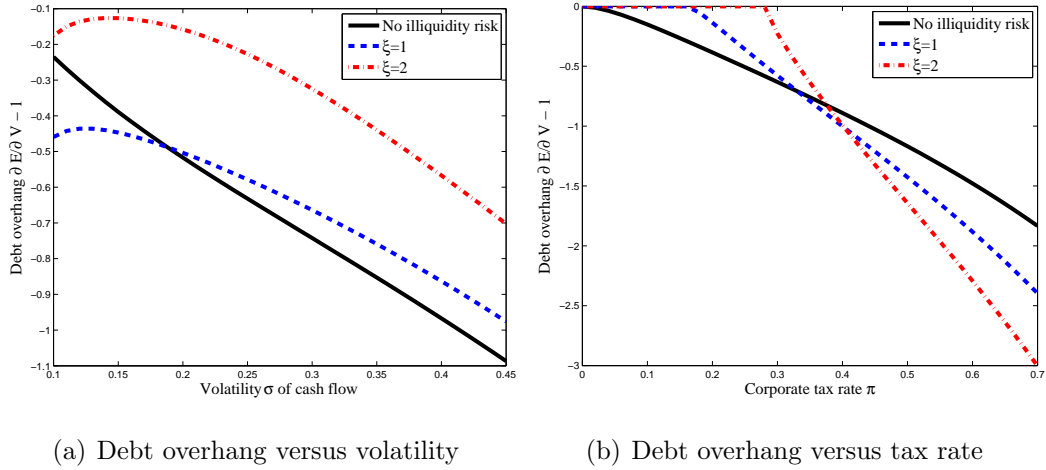 −0.1
−0.2
−0.3
−0.4
−0.5
−0.6
−0.7
−0.8
−0.9
−1
−1.1
0.1 0.15 0.2 0.25 0.3 0.35 0.4 0.45
Debt overhang ∂ E/∂ V − 1
Volatility σ of cash flow
No illiquidity risk
ξ=1
ξ=2
(a) Debt overhang versus volatility
0
−0.5
−1
−1.5
−2
−2.5
−3
0 0.1 0.2 0.3 0.4 0.5 0.6 0.7
Debt overhang ∂ E/∂ V − 1
Corporate tax rate π
No illiquidity risk
ξ=1
ξ=2
(b) Debt overhang versus tax rate